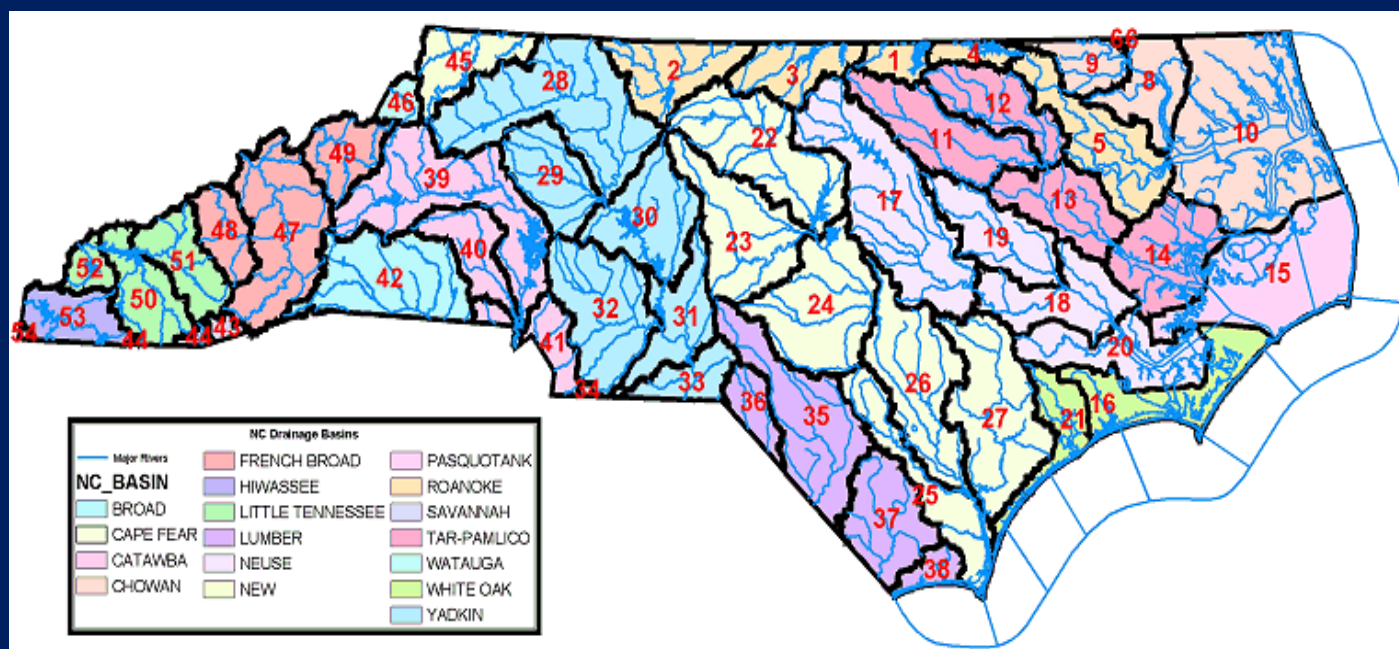 66
45
2
3
1
4
9
8
28
46
12
10
22
11
5
49
39
29
17
13
30
48
47
23
19
14
51
40
15
52
42
50
32
24
18
31
53
20
54
44
44
43
41
26
33
34
36
35
27
21
16
25
37
38
NC Drainage Basins
Major Rivers
NC_BASIN
BROAD
CAPE FEAR
CATAWBA
CHOWAN
FRENCH BROAD
HIWASSEE
LITTLE TENNESSEE
LUMBER
NEUSE
NEW
PASQUOTANK
ROANOKE
SAVANNAH
TAR-PAMLICO
WATAUGA
WHITE OAK
YADKIN